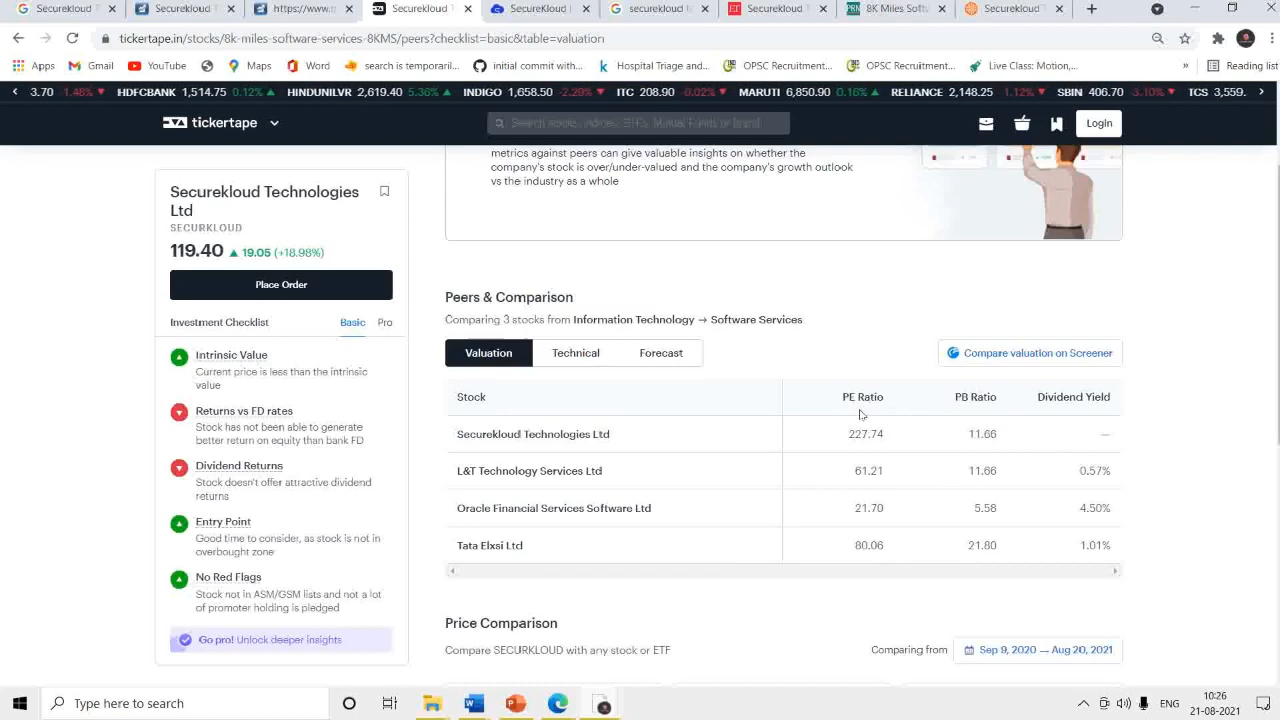 Securekloud T
Securekloud T
https://www.n
Securekloud T
SecureKloud
securekloud t
Securekloud T
8K Miles Softw
Securekloud T
tickertape.in/stocks/8k-miles-software-services-8KMS/peers?checklist=basic&table=valuation
Apps Gmail YouTube Maps Word search is temporaril... initial commit with... Hospital Triage and... OPSC Recruitment... OPSC Recruitment... Live Class: Motion,... » Reading list
3.70 -1.48% HDFCBANK 1,514.75 0.12% HINDUNILVR 2,619.40 5.36% INDIGO 1,658.50 -2.29% ITC 208.90 -0.02% MARUTI 6,850.90 0.16% RELIANCE 2,148.25 -1.12% SBIN 406.70 -3.10% TCS 3,559.
tickertape
Login
metrics against peers can give valuable insights on whether the
company's stock is over/under-valued and the company's growth outlook
vs the industry as a whole
Securekloud Technologies
Ltd
SECURKLOUD
119.40 19.05 (+18.98%)
Place Order
Investment Checklist Basic Pro
Intrinsic Value
Current price is less than the intrinsic
value
Returns vs FD rates
Stock has not been able to generate
better return on equity than bank FD
Dividend Returns
Stock doesn't offer attractive dividend
returns
Entry Point
Good time to consider, as stock is not in
overbought zone
No Red Flags
Stock not in ASM/GSM lists and not a lot
of promoter holding is pledged
Go pro! Unlock deeper insights
Peers & Comparison
Comparing 3 stocks from Information Technology → Software Services
Valuation Technical Forecast Compare valuation on Screener
Stock PE Ratio PB Ratio Dividend Yield
Securekloud Technologies Ltd 227.74 11.66 —
L&T Technology Services Ltd 61.21 11.66 0.57%
Oracle Financial Services Software Ltd 21.70 5.58 4.50%
Tata Elxsi Ltd 80.06 21.80 1.01%
Price Comparison
Compare SECURKLOUD with any stock or ETF Comparing from Sep 9, 2020 — Aug 20, 2021
Type here to search
ENG
10:26
21-08-2021